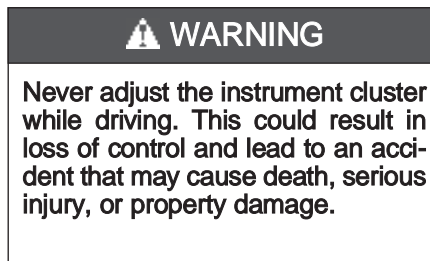 WARNING
Never adjust the instrument cluster
while driving. This could result in
loss of control and lead to an acci-
dent that may cause death, serious
injury, or property damage.